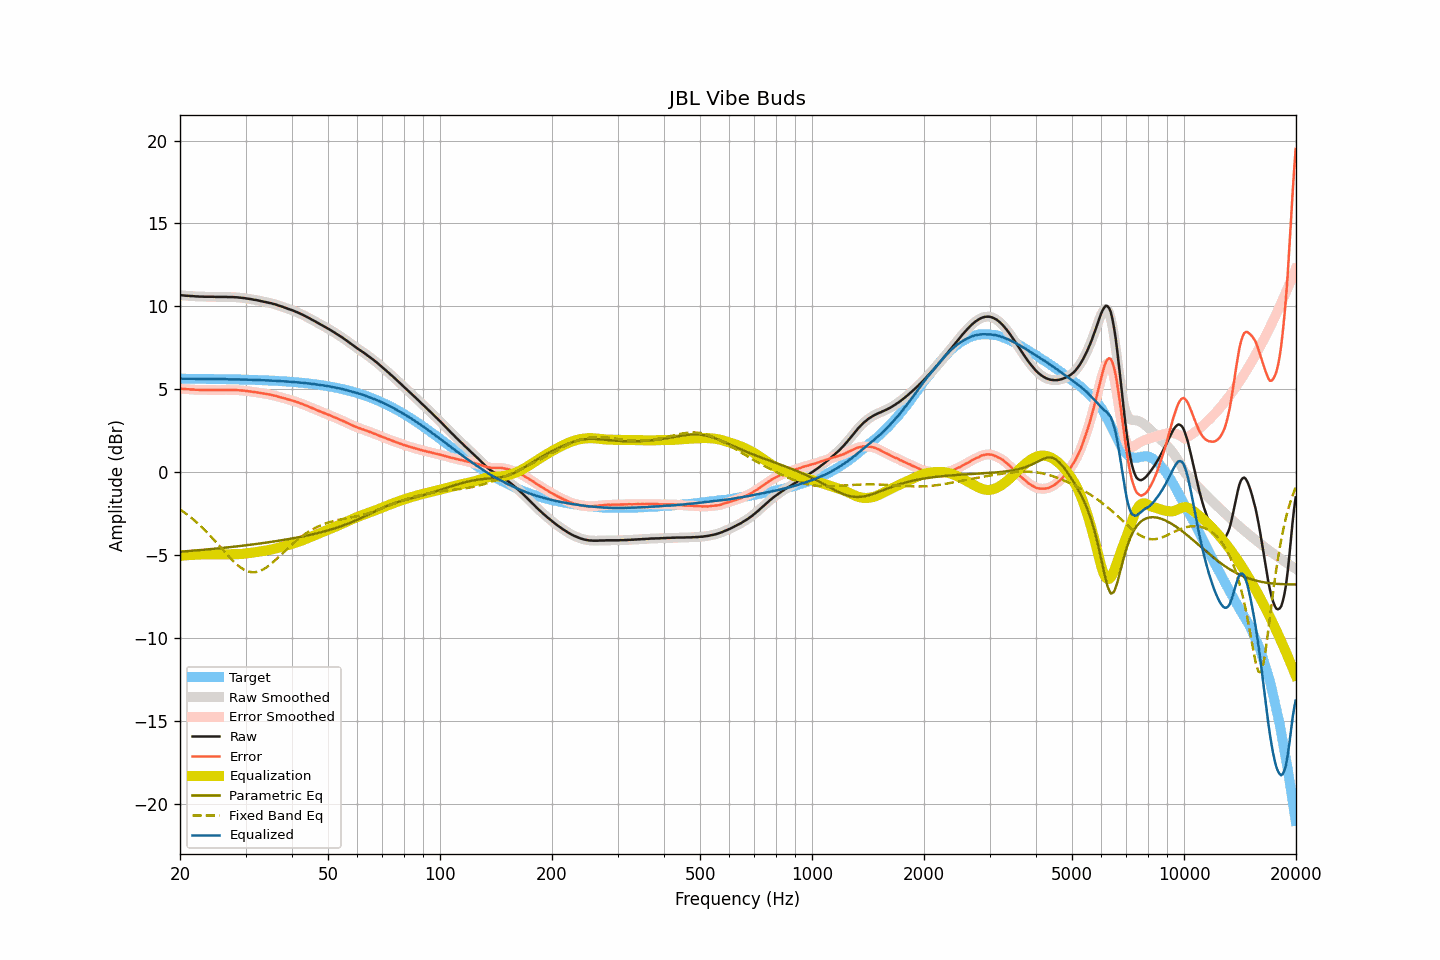 JBL Vibe Buds
20
15
10
5
0
−5
−10
−15
−20
Amplitude (dBr)
Target
Raw Smoothed
Error Smoothed
Raw
Error
Equalization
Parametric Eq
Fixed Band Eq
Equalized
20 50 100 200 500 1000 2000 5000 10000 20000
Frequency (Hz)